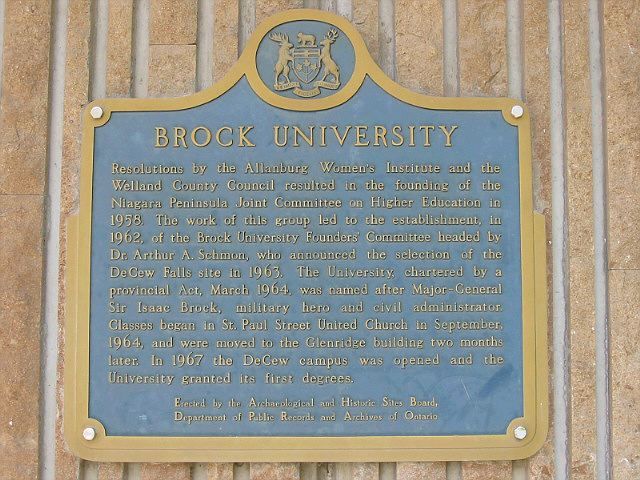 BROCK UNIVERSITY
Resolutions by the Allanburg Women's Institute and the
Welland County Council resulted in the founding of the
Niagara Peninsula Joint Committee on Higher Education in
1958. The work of this group led to the establishment, in
1962, of the Brock University Founders' Committee headed by
Dr. Arthur A. Schmon, who announced the selection of the
DeCew Falls site in 1963. The University, chartered by a
provincial Act, March 1964, was named after Major-General
Sir Isaac Brock, military hero and civil administrator.
Classes began in St. Paul Street United Church in September,
1964, and were moved to the Glenridge building two months
later. In 1967 the DeCew campus was opened and the
University granted its first degrees.
Erected by the Archaeological and Historic Sites Board,
Department of Public Records and Archives of Ontario